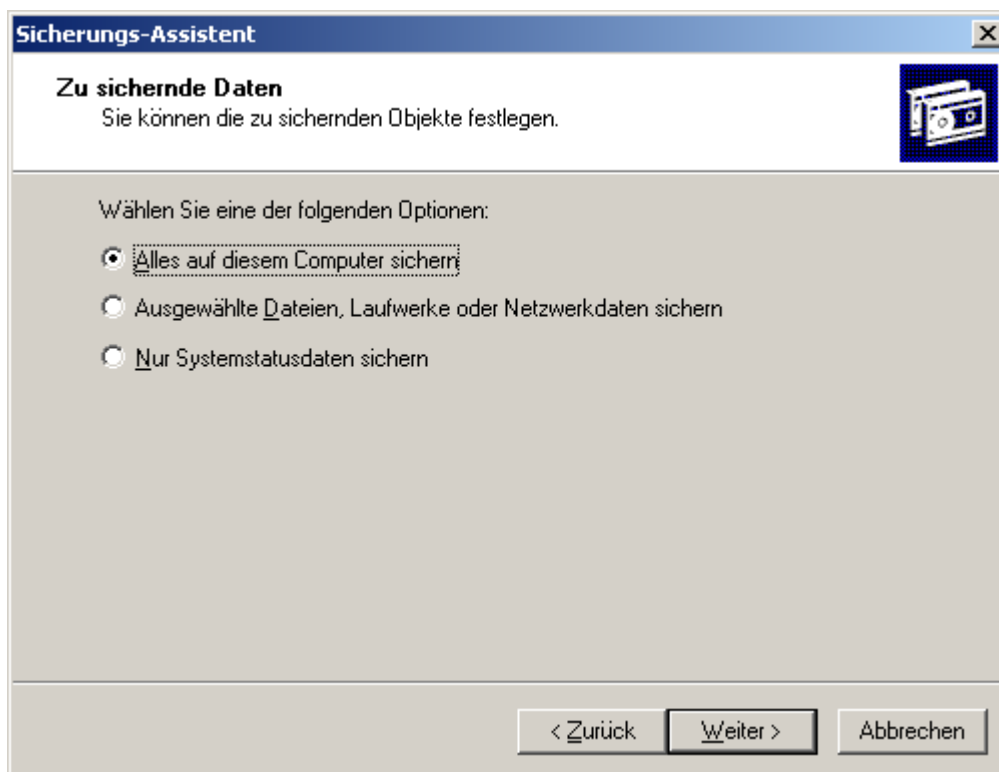 Sicherungs-Assistent
Zu sichernde Daten
Sie können die zu sichernden Objekte festlegen.
Wählen Sie eine der folgenden Optionen:
Alles auf diesem Computer sichern
Ausgewählte Dateien, Laufwerke oder Netzwerkdaten sichern
Nur Systemstatusdaten sichern
< Zurück Weiter > Abbrechen